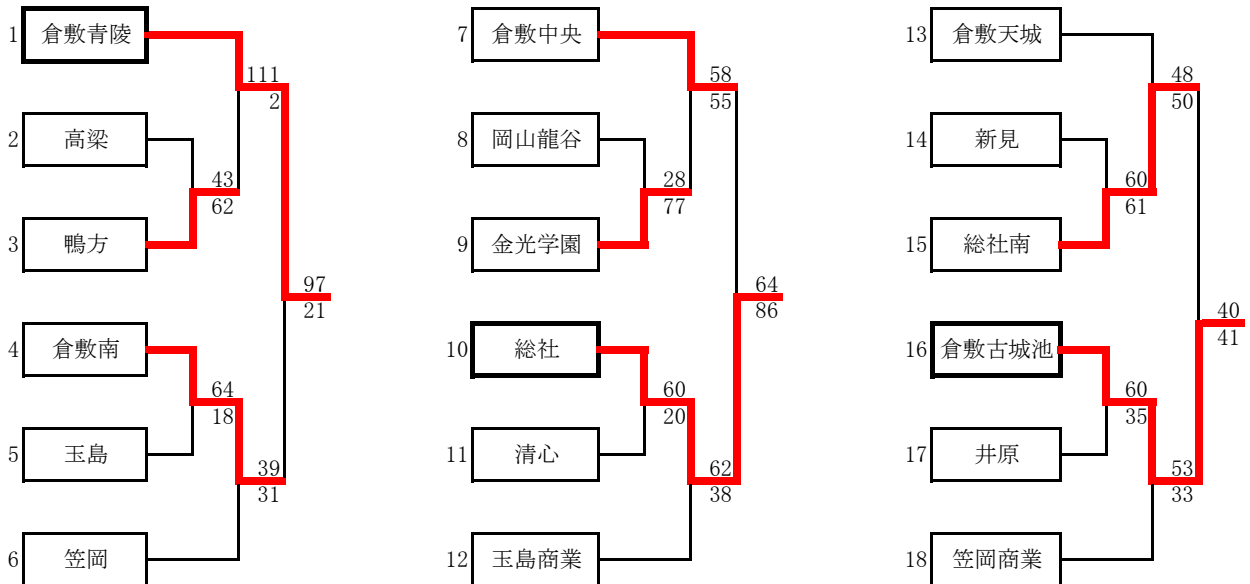 1 倉敷青陵
111
2
2 高梁
43
62
3 鴨方
97
21
4 倉敷南
64
18
5 玉島
39
31
6 笠岡
7 倉敷中央
58
55
8 岡山龍谷
28
77
9 金光学園
64
86
10 総社
60
20
11 清心
62
38
12 玉島商業
13 倉敷天城
48
50
14 新見
60
61
15 総社南
40
41
16 倉敷古城池
60
35
17 井原
53
33
18 笠岡商業